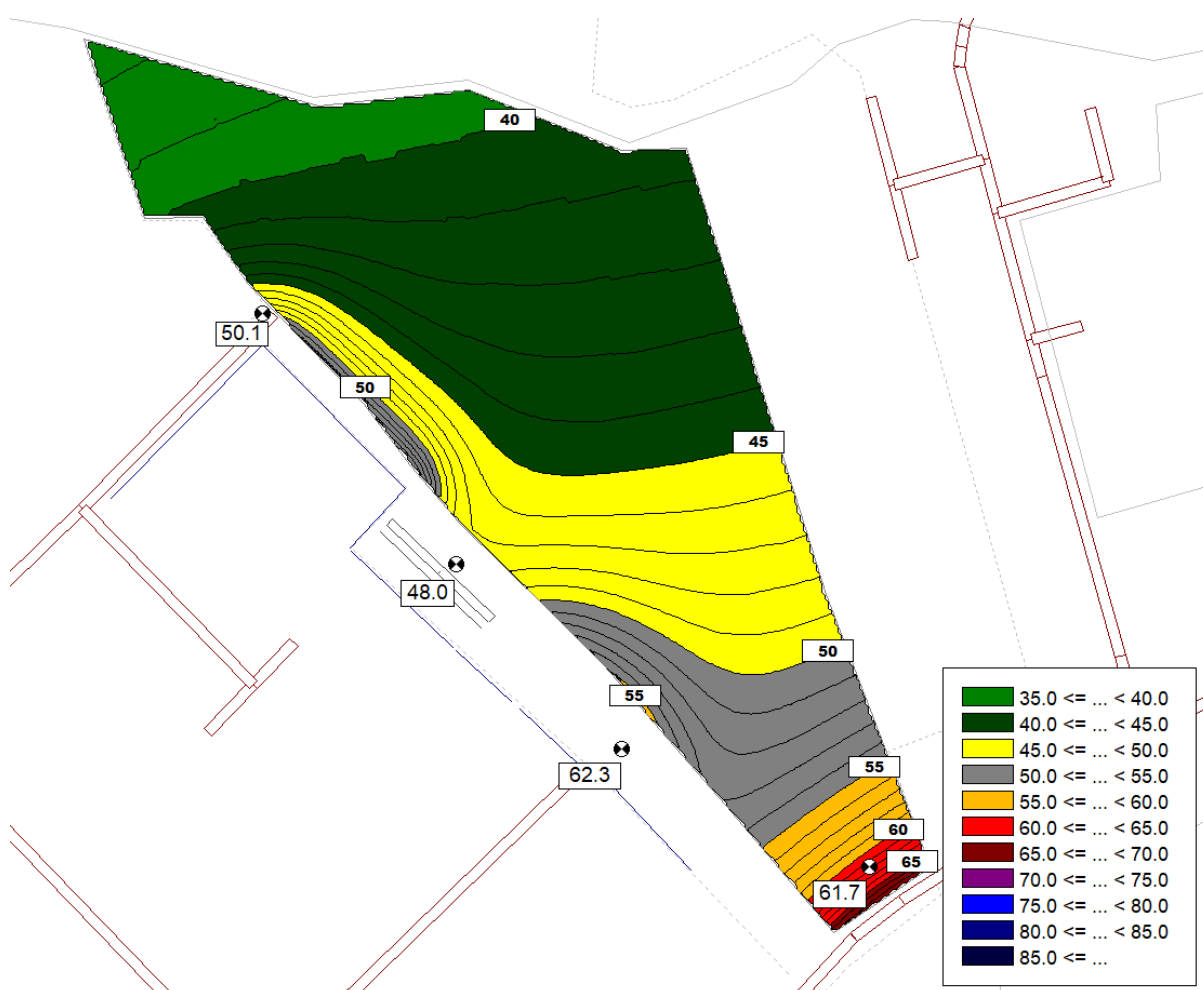 40
50.1
50
45
48.0
50
55
55
62.3
60
65
61.7
35.0 <= ... < 40.0
40.0 <= ... < 45.0
45.0 <= ... < 50.0
50.0 <= ... < 55.0
55.0 <= ... < 60.0
60.0 <= ... < 65.0
65.0 <= ... < 70.0
70.0 <= ... < 75.0
75.0 <= ... < 80.0
80.0 <= ... < 85.0
85.0 <= ...